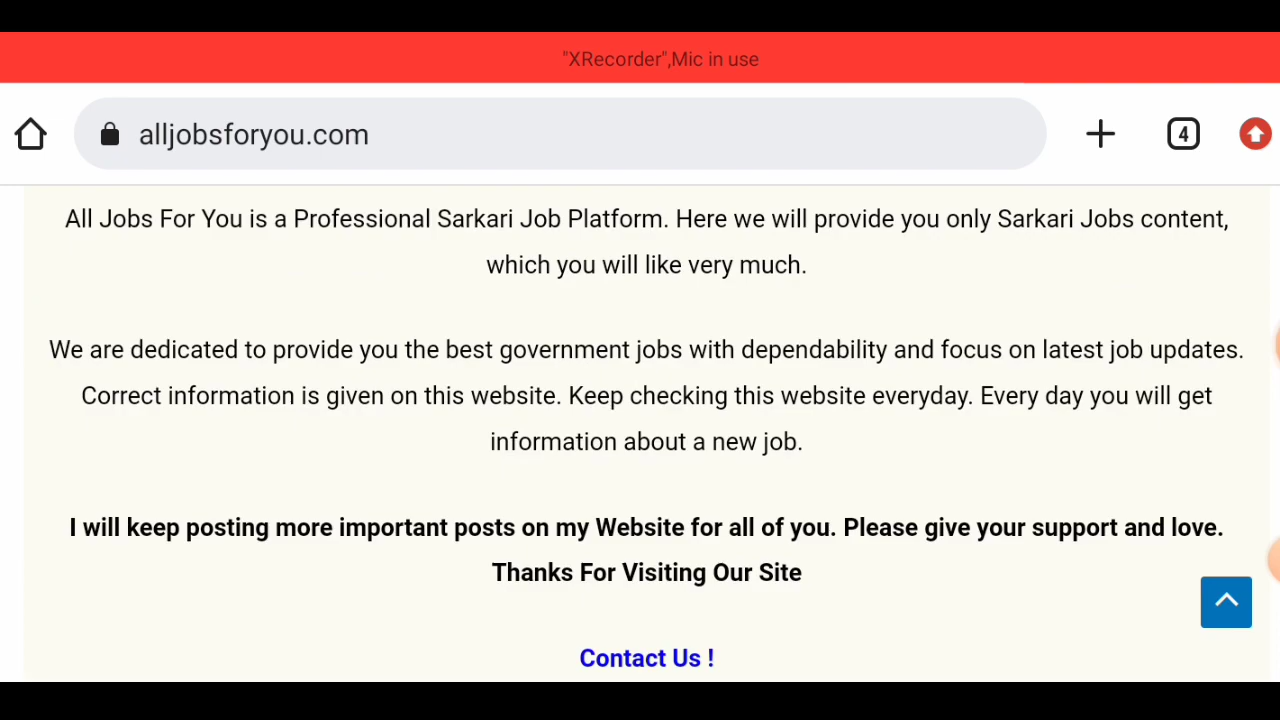 "XRecorder",Mic in use
alljobsforyou.com
4
All Jobs For You is a Professional Sarkari Job Platform. Here we will provide you only Sarkari Jobs content,
which you will like very much.
We are dedicated to provide you the best government jobs with dependability and focus on latest job updates.
Correct information is given on this website. Keep checking this website everyday. Every day you will get
information about a new job.
I will keep posting more important posts on my Website for all of you. Please give your support and love.
Thanks For Visiting Our Site
Contact Us !